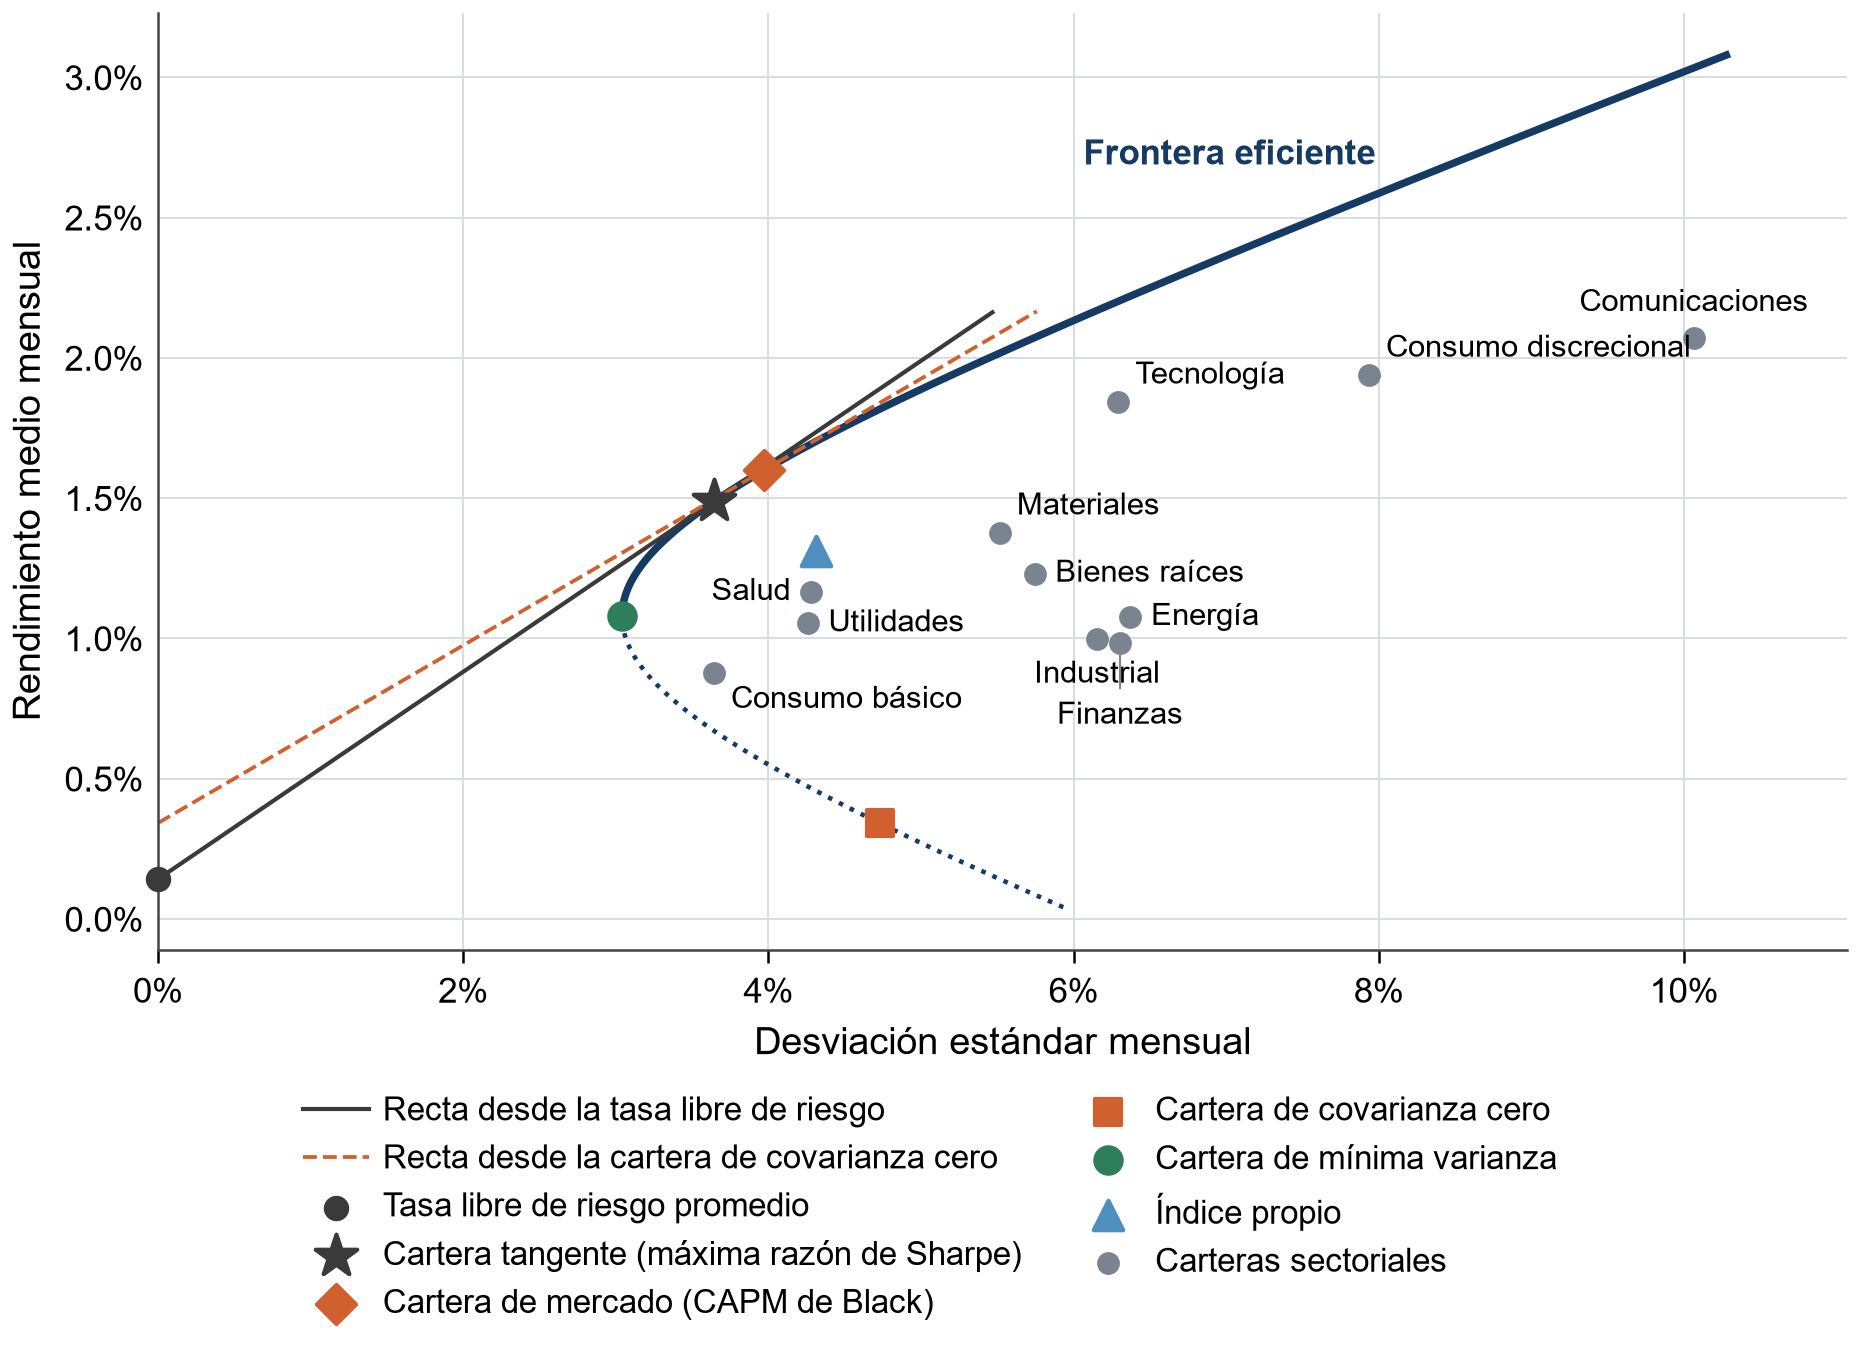 3.0%
2.5%
2.0%
1.5%
1.0%
0.5%
0.0%
Rendimiento medio mensual
Frontera eficiente
Comunicaciones
Consumo discrecional
Tecnología
Materiales
Bienes raíces
Salud
Energía
Utilidades
Industrial
Consumo básico
Finanzas
0%
2%
4%
6%
8%
10%
Desviación estándar mensual
Recta desde la tasa libre de riesgo
Recta desde la cartera de covarianza cero
Tasa libre de riesgo promedio
Cartera tangente (máxima razón de Sharpe)
Cartera de mercado (CAPM de Black)
Cartera de covarianza cero
Cartera de mínima varianza
Índice propio
Carteras sectoriales